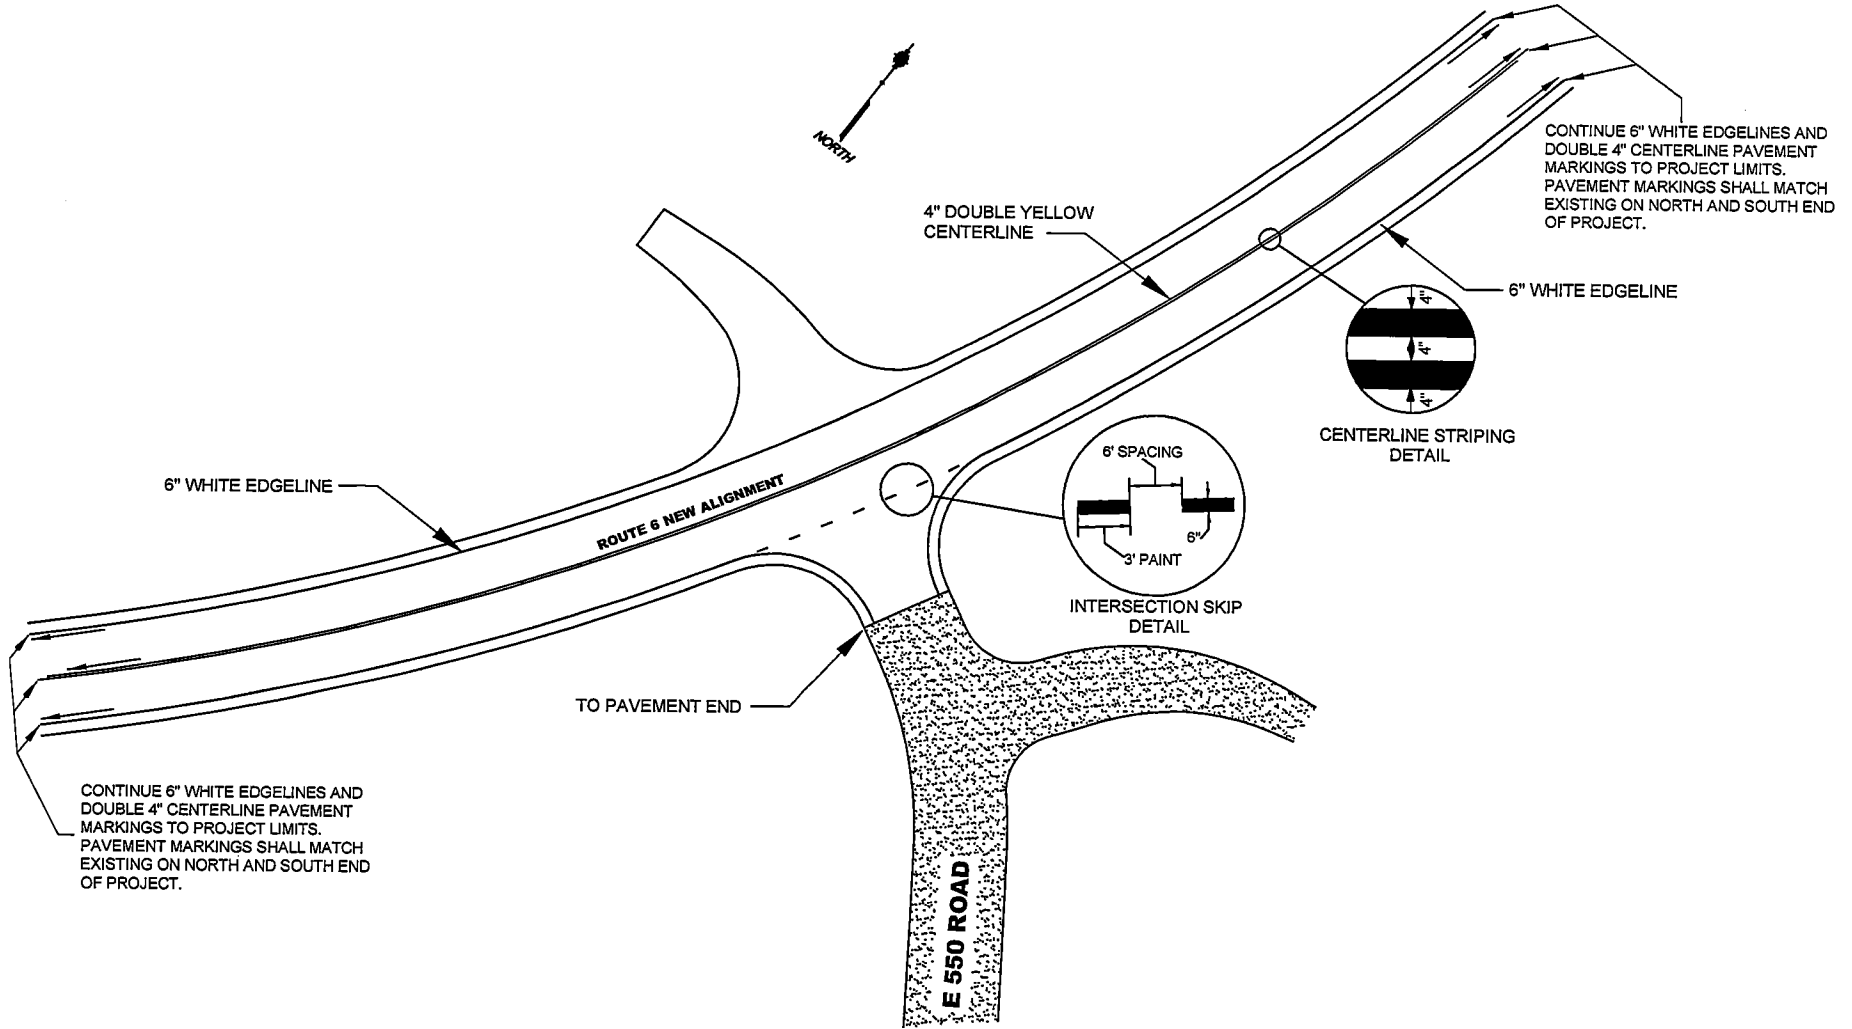 NORTH
CONTINUE 6" WHITE EDGELINES AND
DOUBLE 4" CENTERLINE PAVEMENT
MARKINGS TO PROJECT LIMITS.
PAVEMENT MARKINGS SHALL MATCH
EXISTING ON NORTH AND SOUTH END
OF PROJECT.
4" DOUBLE YELLOW
CENTERLINE
6" WHITE EDGELINE
4"
4"
4"
CENTERLINE STRIPING
DETAIL
6' SPACING
6"
3' PAINT
INTERSECTION SKIP
DETAIL
6" WHITE EDGELINE
ROUTE 6 NEW ALIGNMENT
TO PAVEMENT END
CONTINUE 6" WHITE EDGELINES AND
DOUBLE 4" CENTERLINE PAVEMENT
MARKINGS TO PROJECT LIMITS.
PAVEMENT MARKINGS SHALL MATCH
EXISTING ON NORTH AND SOUTH END
OF PROJECT.
E 550 ROAD